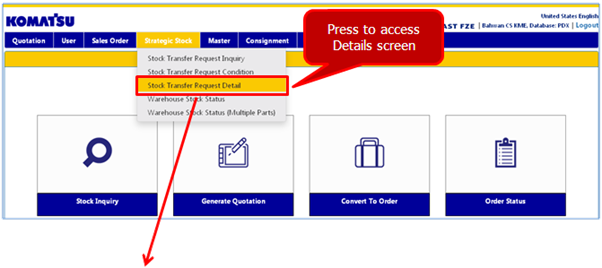 KOMATSU
United States English
AST FZE | Bahwan CS KME, Database: PDX | Logout
Quotation User Sales Order Strategic Stock Master Consignment
Press to access
Details screen
Stock Transfer Request Inquiry
Stock Transfer Request Condition
Stock Transfer Request Detail
Warehouse Stock Status
Warehouse Stock Status (Multiple Parts)
Stock Inquiry Generate Quotation Convert To Order Order Status